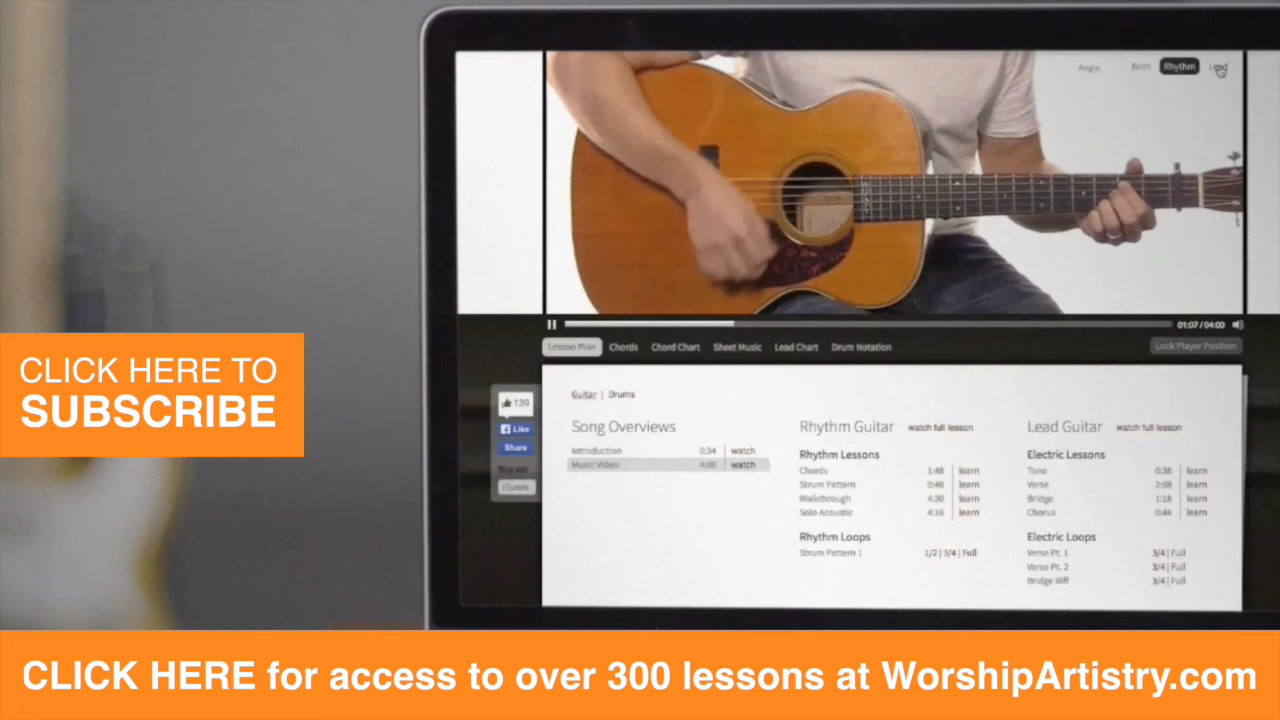 Angle: Both Rhythm Lead
01:07 / 04:00
Lesson Plan Chords Chord Chart Sheet Music Lead Chart Drum Notation Lock Player Position
CLICK HERE TO
SUBSCRIBE
139
Like
Share
Buy on:
iTunes
Guitar | Drums
Song Overviews
Introduction 0:34 watch
Music Video 4:00 watch
Rhythm Guitar watch full lesson
Rhythm Lessons
Chords 1:48 learn
Strum Pattern 0:48 learn
Walkthrough 4:30 learn
Solo Acoustic 4:16 learn
Rhythm Loops
Strum Pattern 1 1/2 | 3/4 | Full
Lead Guitar watch full lesson
Electric Lessons
Tone 0:38 learn
Verse 2:08 learn
Bridge 1:18 learn
Chorus 0:44 learn
Electric Loops
Verse Pt. 1 3/4 | Full
Verse Pt. 2 3/4 | Full
Bridge Riff 3/4 | Full
CLICK HERE for access to over 300 lessons at WorshipArtistry.com